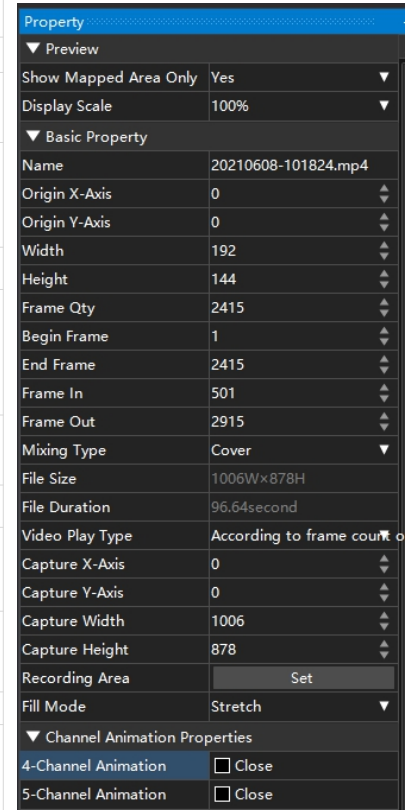 Property
Preview
Show Mapped Area Only Yes
Display Scale 100%
Basic Property
Name 20210608-101824.mp4
Origin X-Axis 0
Origin Y-Axis 0
Width 192
Height 144
Frame Qty 2415
Begin Frame 1
End Frame 2415
Frame In 501
Frame Out 2915
Mixing Type Cover
File Size 1006W×878H
File Duration 96.64second
Video Play Type According to frame count o
Capture X-Axis 0
Capture Y-Axis 0
Capture Width 1006
Capture Height 878
Recording Area Set
Fill Mode Stretch
Channel Animation Properties
4-Channel Animation Close
5-Channel Animation Close